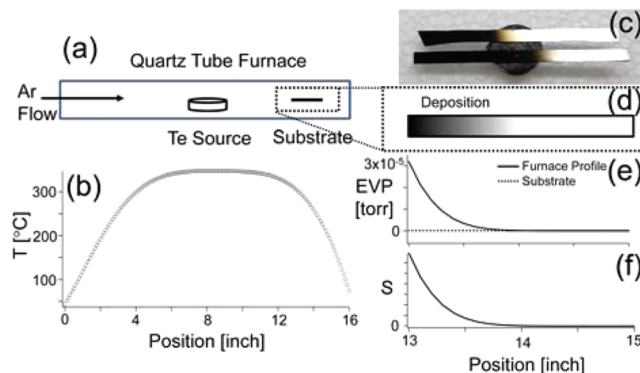 (a)
Quartz Tube Furnace
Ar
Flow
Te Source
Substrate
(b)
T [°C]
300
200
100
0
4
8
12
16
Position [inch]
(c)
(d)
Deposition
(e)
3x10-5
EVP
[torr]
0
Furnace Profile
Substrate
(f)
S
0
13
14
15
Position [inch]